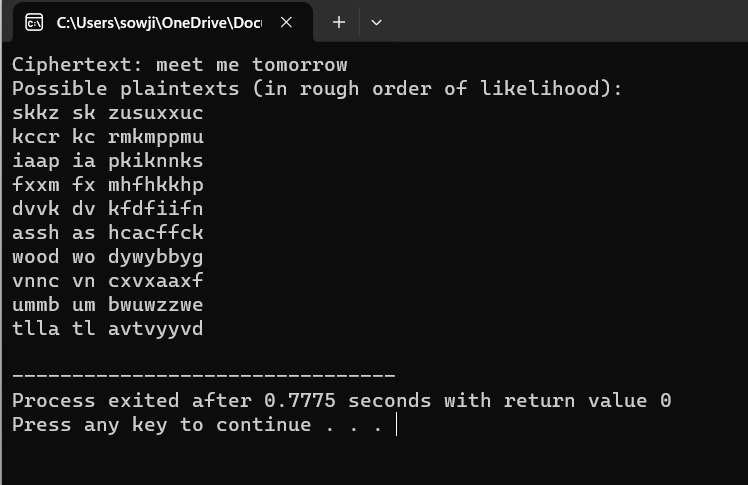 C:\Users\sowji\OneDrive\Docu
Ciphertext: meet me tomorrow
Possible plaintexts (in rough order of likelihood):
skkz sk zusuxxuc
kccr kc rmkmppmu
iaap ia pkiknnks
fxxm fx mhfhkkhp
dvvk dv kfdfiifn
assh as hcacffck
wood wo dywybbyg
vnnc vn cxvxaaxf
ummb um bwuwzzwe
tlla tl avtvyyvd
--------------------------------
Process exited after 0.7775 seconds with return value 0
Press any key to continue . . .